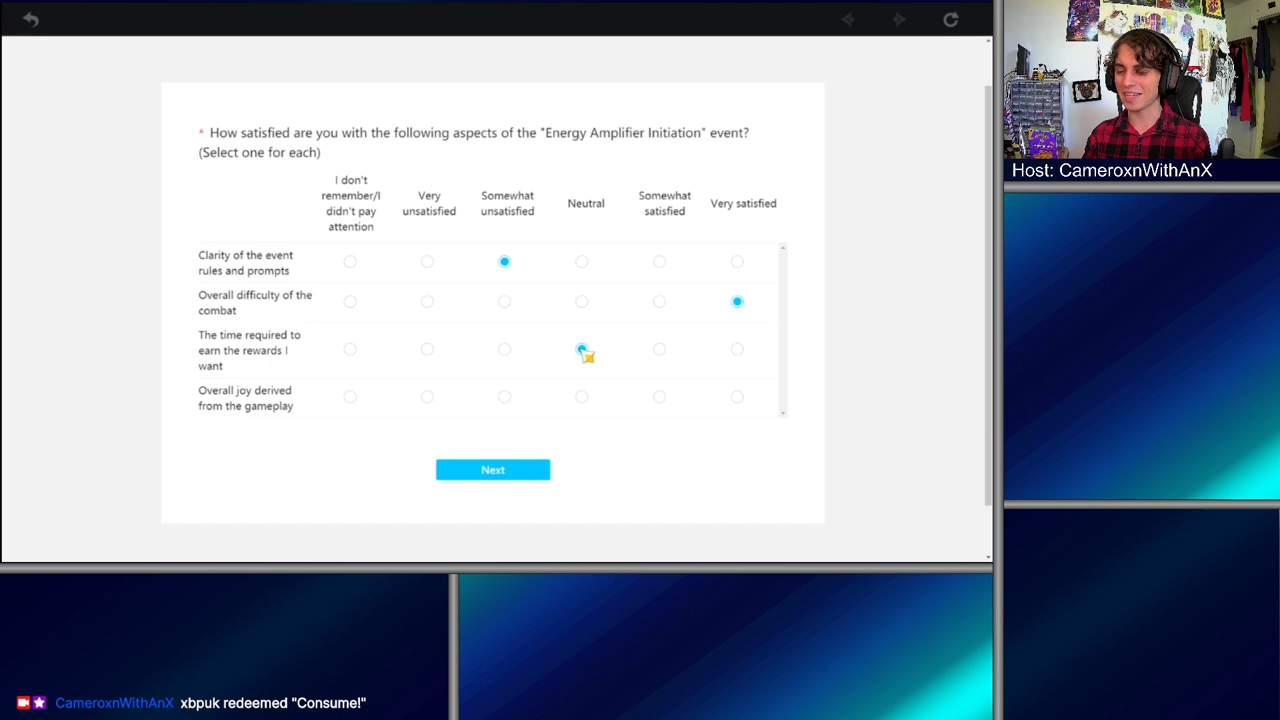 * How satisfied are you with the following aspects of the "Energy Amplifier Initiation" event?
(Select one for each)
I don't
remember/I
didn't pay
attention
Very
unsatisfied
Somewhat
unsatisfied
Neutral
Somewhat
satisfied
Very satisfied
Clarity of the event
rules and prompts
Overall difficulty of the
combat
The time required to
earn the rewards I
want
Overall joy derived
from the gameplay
Next
Host: CameroxnWithAnX
CameroxnWithAnX xbpuk redeemed "Consume!"